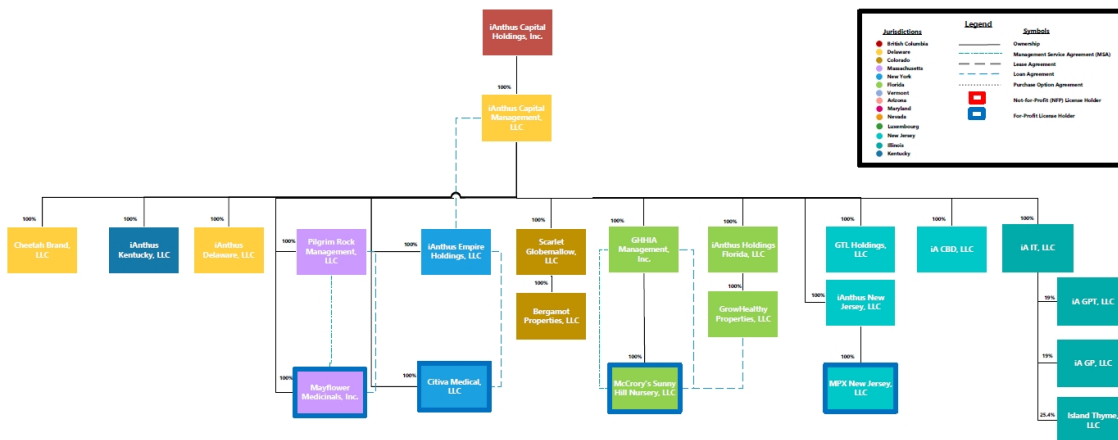 iAnthus Capital
Holdings, Inc.
Legend
Jurisdictions
British Columbia
Delaware
Colorado
Massachusetts
New York
Florida
Vermont
Arizona
Maryland
Nevada
Luxembourg
New Jersey
Illinois
Kentucky
Symbols
Ownership
Management Service Agreement (MSA)
Lease Agreement
Loan Agreement
Purchase Option Agreement
Not-for-Profit (NFP) License Holder
For-Profit License Holder
100%
iAnthus Capital
Management,
LLC
100%
Cheetah Brand,
LLC
100%
iAnthus
Kentucky, LLC
100%
iAnthus
Delaware, LLC
100%
Pilgrim Rock
Management,
LLC
100%
iAnthus Empire
Holdings, LLC
100%
Scarlet
Globemallow,
LLC
100%
GHHIA
Management,
Inc.
100%
iAnthus Holdings
Florida, LLC
100%
GTL Holdings,
LLC
100%
iA CBD, LLC
100%
iA IT, LLC
100%
Bergamot
Properties, LLC
100%
GrowHealthy
Properties, LLC
100%
iAnthus New
Jersey, LLC
19%
iA GPT, LLC
100%
Mayflower
Medicinals, Inc.
100%
Citiva Medical,
LLC
100%
McCrory's Sunny
Hill Nursery, LLC
100%
MPX New Jersey,
LLC
19%
iA GP, LLC
25.4%
Island Thyme,
LLC